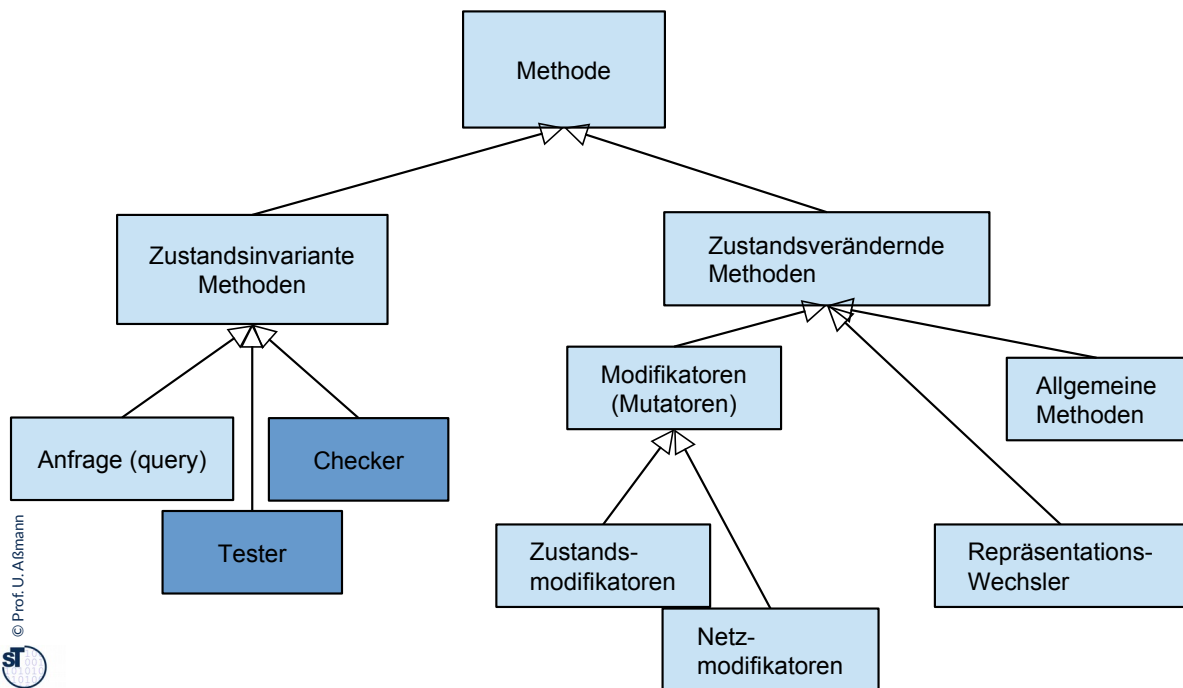 Methode
Zustandsinvariante
Methoden
Zustandsverändernde
Methoden
Modifikatoren
(Mutatoren)
Allgemeine
Methoden
Anfrage (query)
Checker
Tester
Zustands-
modifikatoren
Repräsentations-
Wechsler
Netz-
modifikatoren
© Prof. U. Aßmann
ST